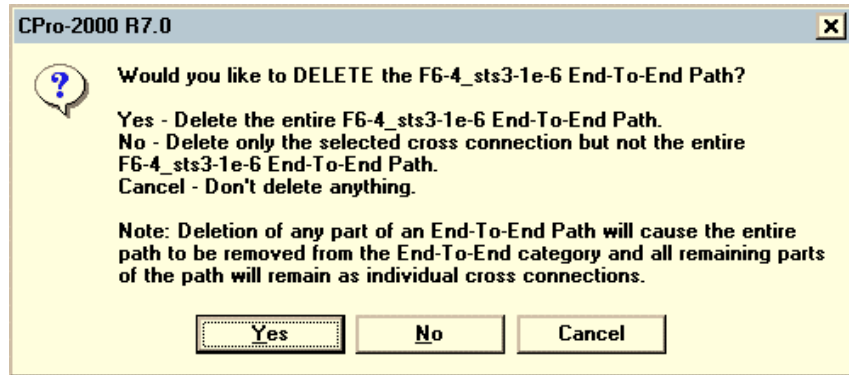 CPro-2000 R7.0
Would you like to DELETE the F6-4_sts3-1e-6 End-To-End Path?
Yes - Delete the entire F6-4_sts3-1e-6 End-To-End Path.
No - Delete only the selected cross connection but not the entire
F6-4_sts3-1e-6 End-To-End Path.
Cancel - Don't delete anything.
Note: Deletion of any part of an End-To-End Path will cause the entire
path to be removed from the End-To-End category and all remaining parts
of the path will remain as individual cross connections.
Yes No Cancel